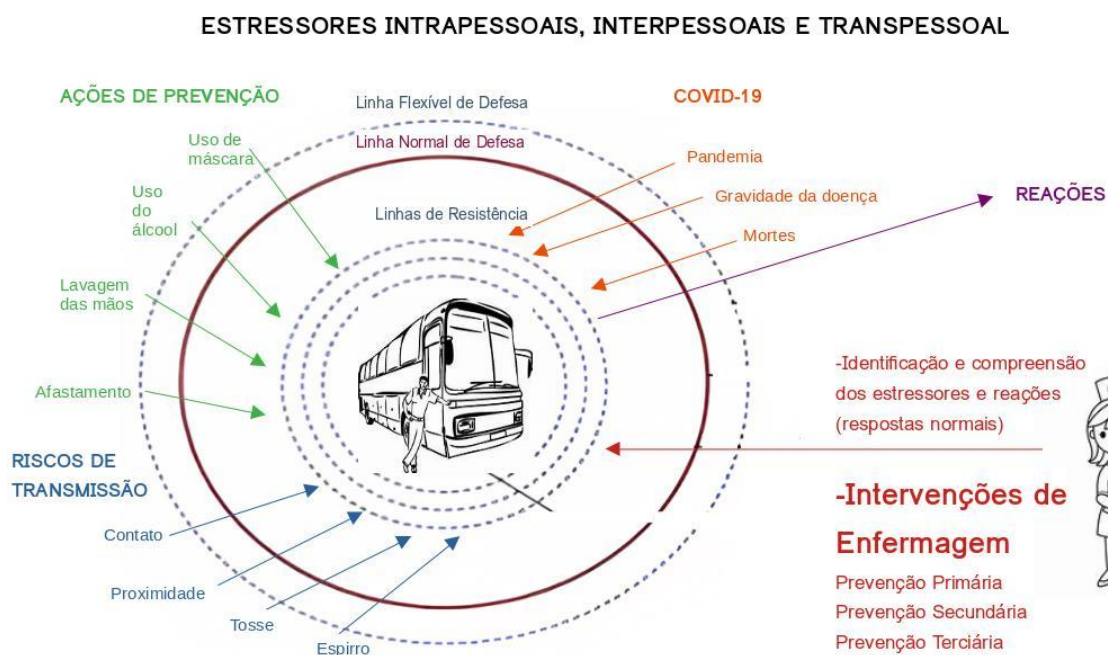 ESTRESSORES INTRAPESSOAIS, INTERPESSOAIS E TRANSPESSOAL
AÇÕES DE PREVENÇÃO
Uso de
máscara
Uso
do
álcool
Lavagem
das mãos
Afastamento
Linha Flexível de Defesa
Linha Normal de Defesa
Linhas de Resistência
COVID-19
Pandemia
Gravidade da doença
Mortes
REAÇÕES
RISCOS DE
TRANSMISSÃO
Contato
Proximidade
Tosse
Espirro
-Identificação e compreensão
dos estressores e reações
(respostas normais)
-Intervenções de
Enfermagem
Prevenção Primária
Prevenção Secundária
Prevenção Terciária